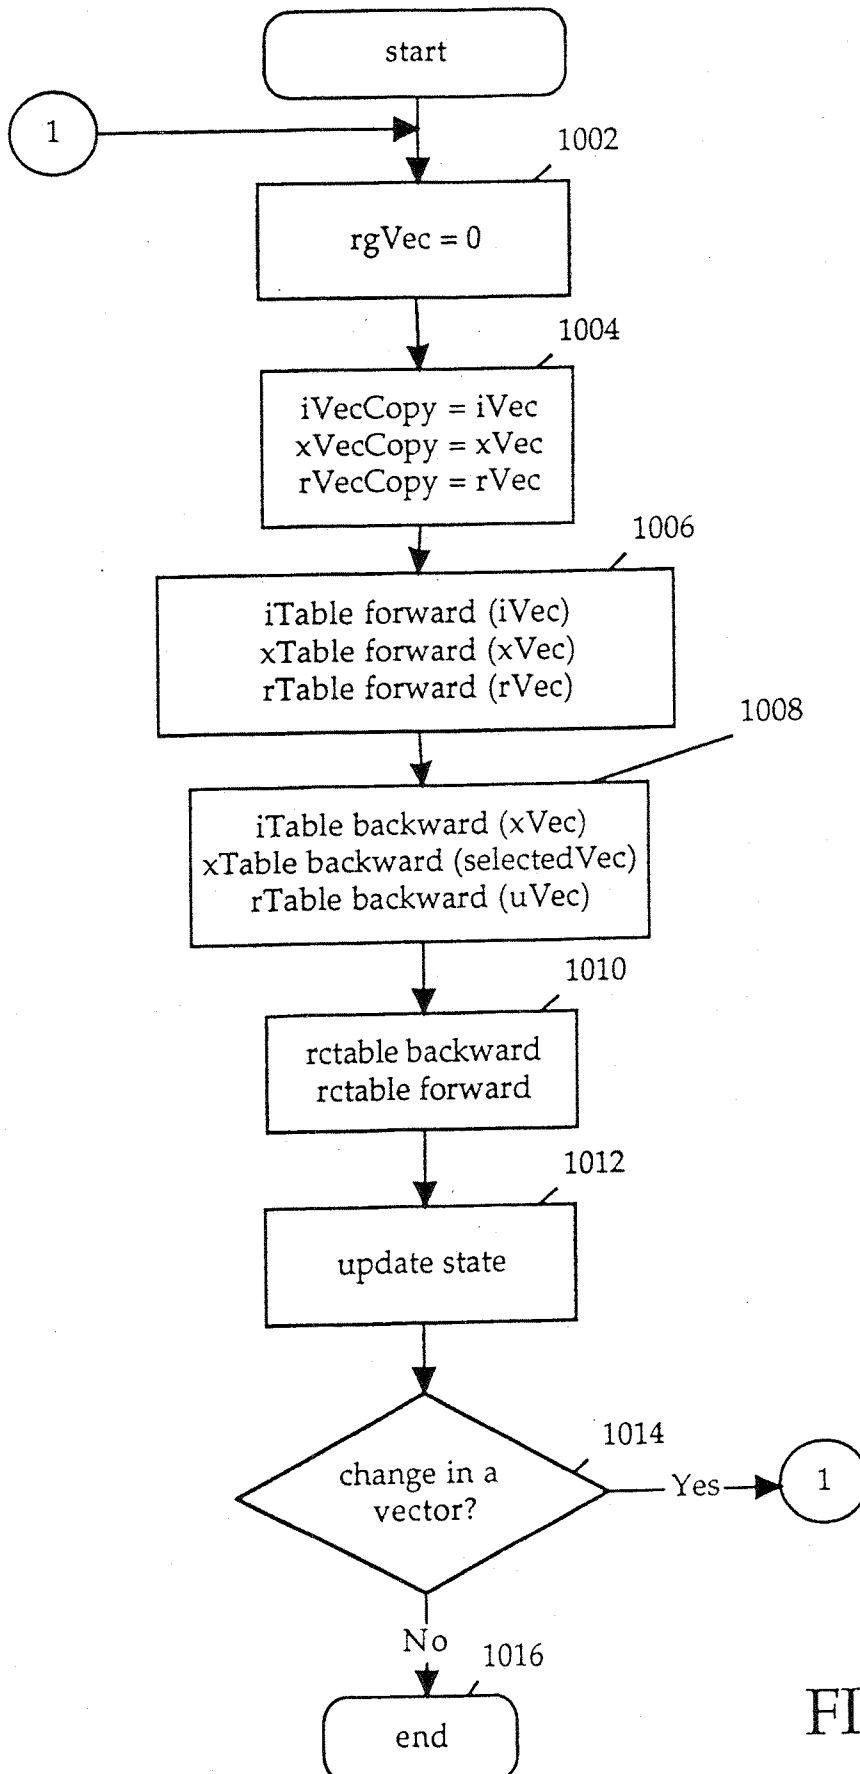 start
1
1002
rgVec = 0
1004
iVecCopy = iVec
xVecCopy = xVec
rVecCopy = rVec
1006
iTable forward (iVec)
xTable forward (xVec)
rTable forward (rVec)
1008
iTable backward (xVec)
xTable backward (selectedVec)
rTable backward (uVec)
1010
rctable backward
rctable forward
1012
update state
1014
change in a
vector?
Yes
1
No
1016
end
FI